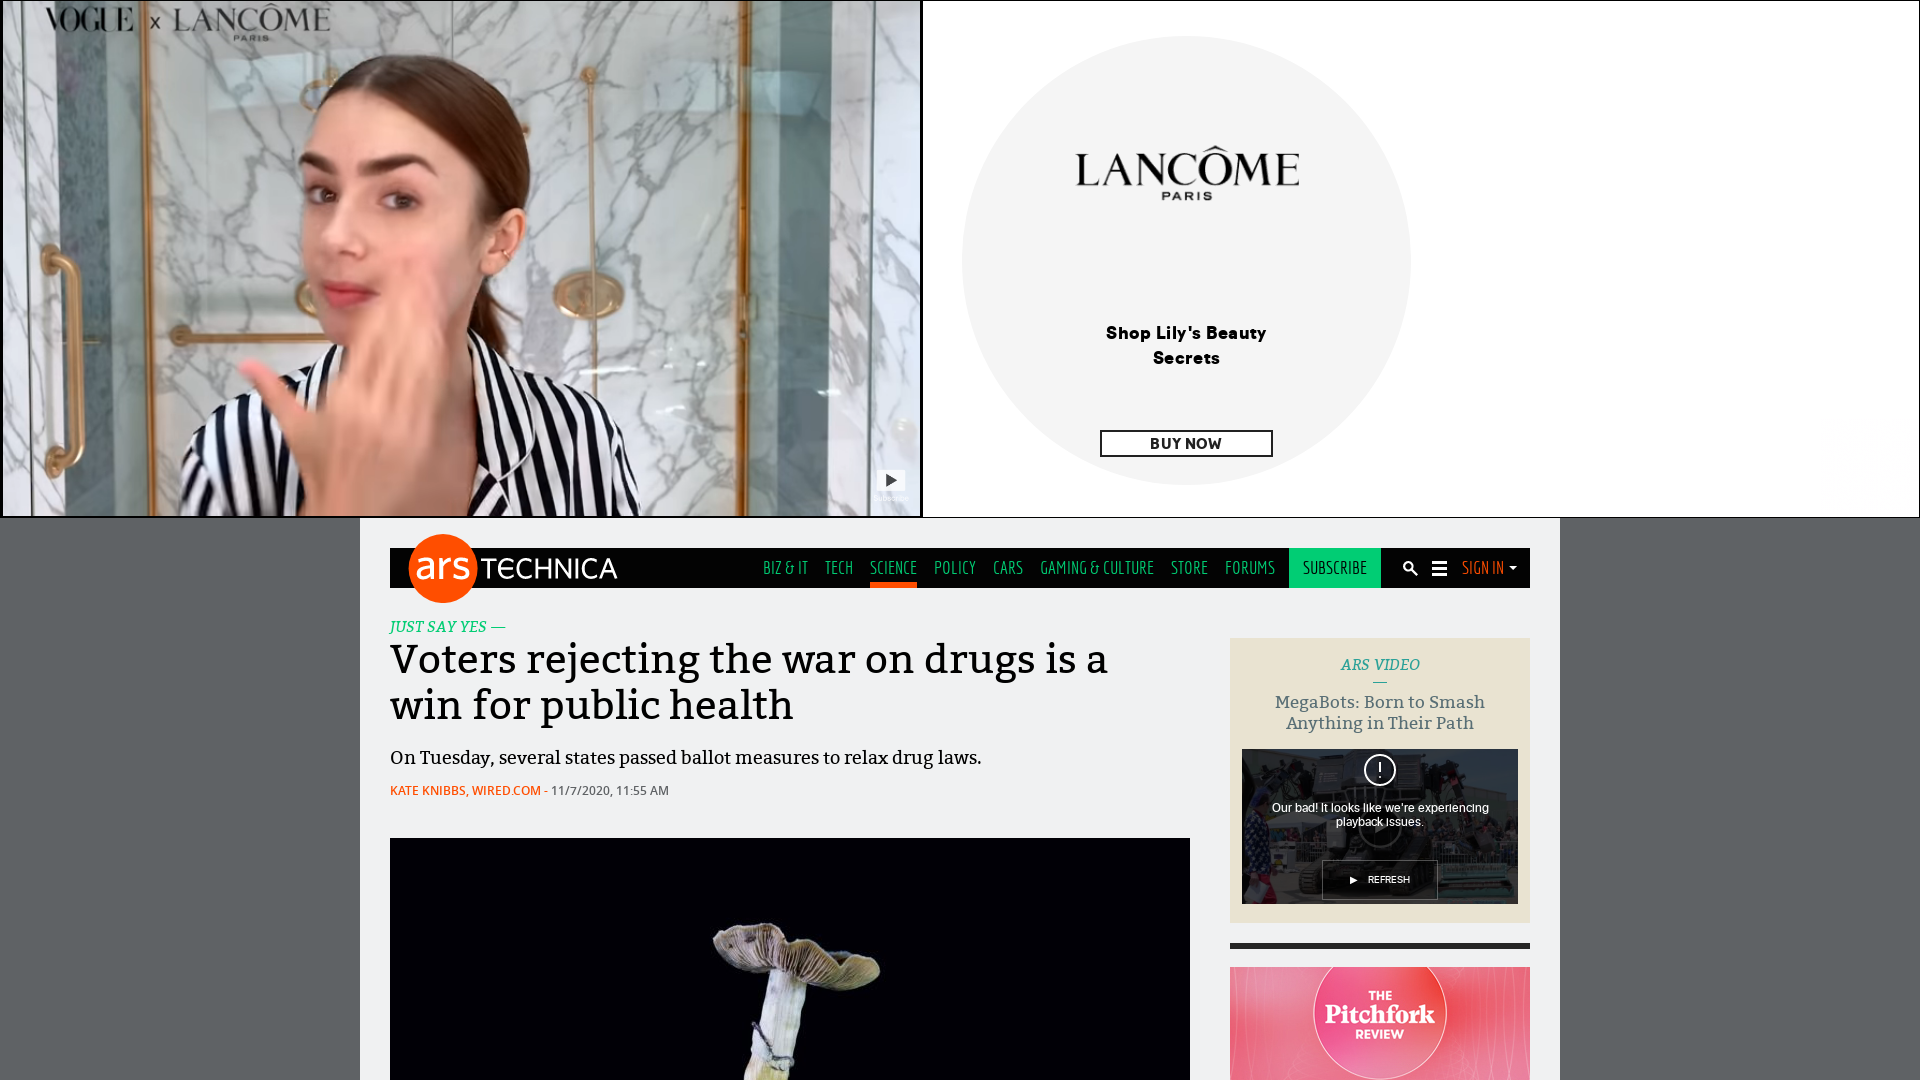 VOGUE x LANCÔME
PARIS
LANCÔME
PARIS
Shop Lily's Beauty
Secrets
BUY NOW
ars TECHNICA
BIZ & IT TECH SCIENCE POLICY CARS GAMING & CULTURE STORE FORUMS SUBSCRIBE SIGN IN
JUST SAY YES —
Voters rejecting the war on drugs is a
win for public health
On Tuesday, several states passed ballot measures to relax drug laws.
KATE KNIBBS, WIRED.COM - 11/7/2020, 11:55 AM
ARS VIDEO
MegaBots: Born to Smash
Anything in Their Path
Our bad! It looks like we're experiencing
playback issues.
REFRESH
THE
Pitchfork
REVIEW